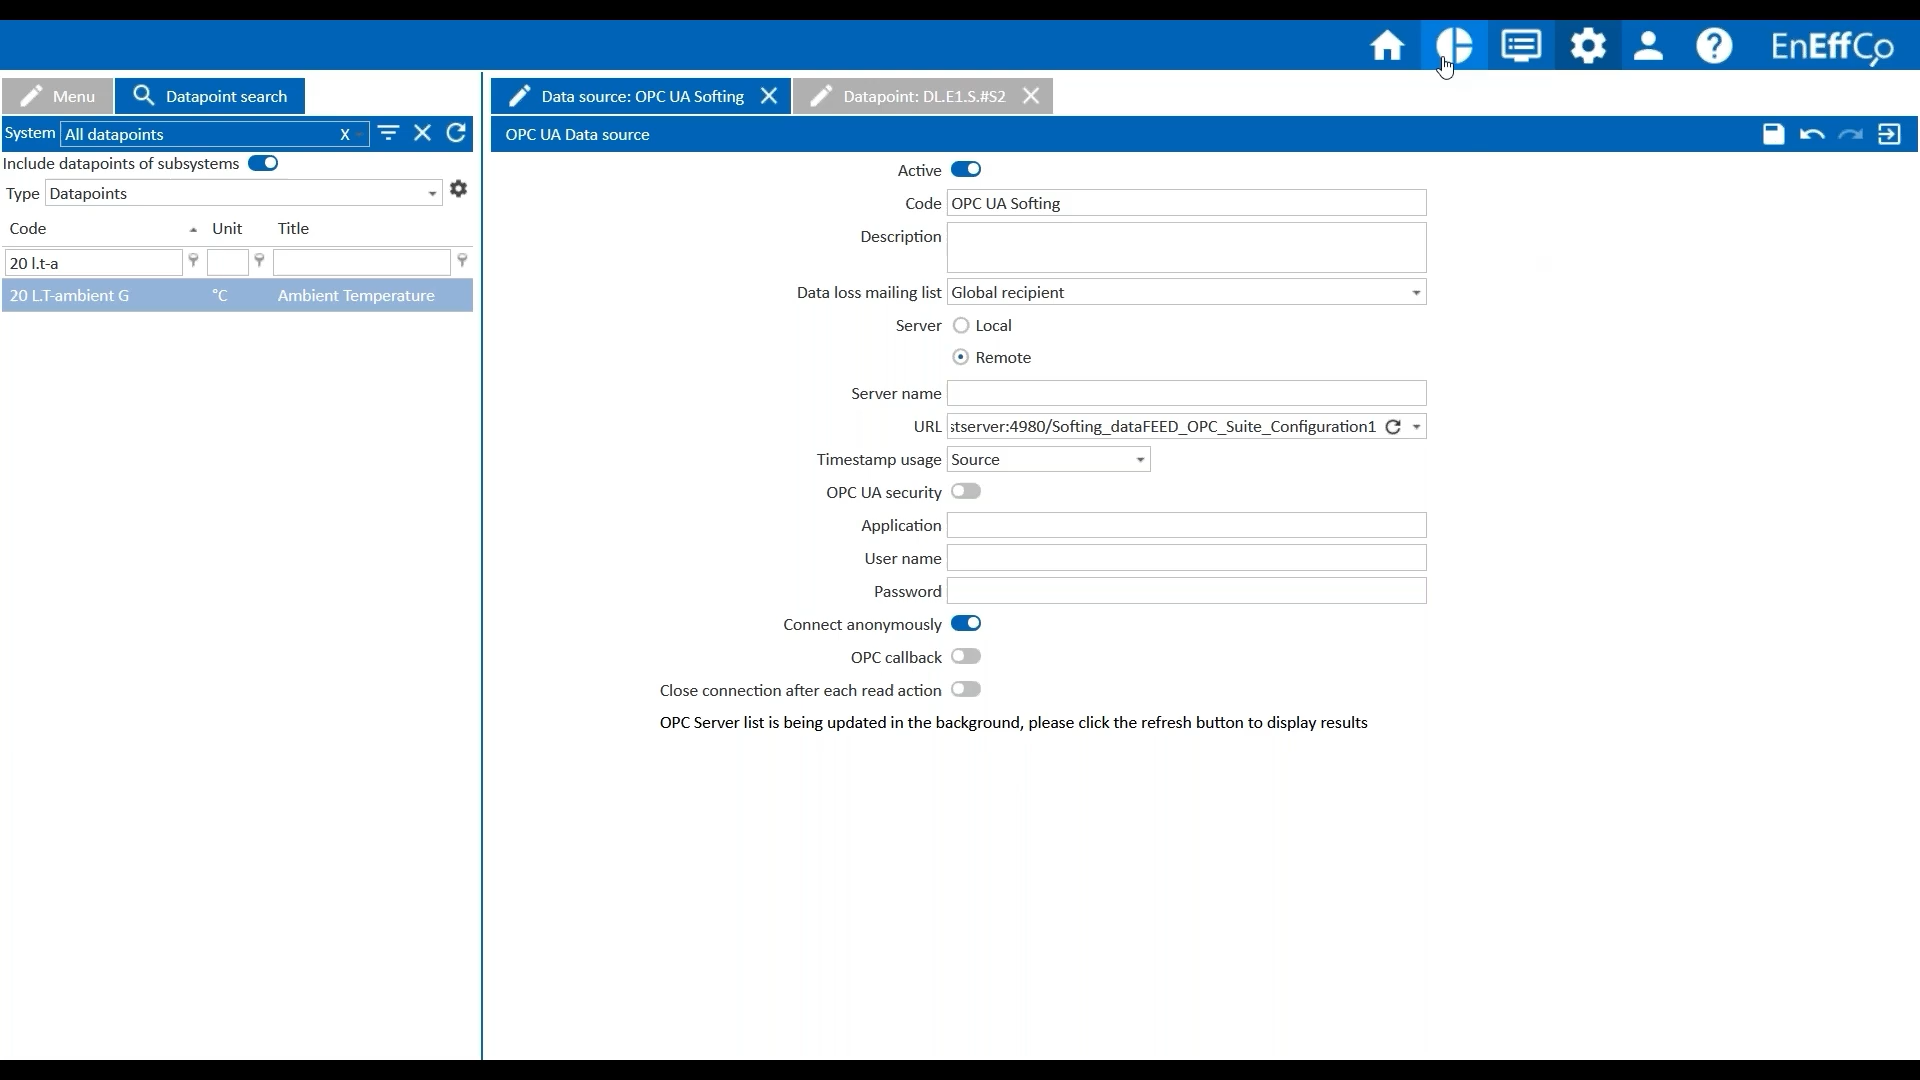 EnEffCo
Menu
Datapoint search
Data source: OPC UA Softing
Datapoint: DL.E1.S.#S2
System All datapoints X
OPC UA Data source
Include datapoints of subsystems
Type Datapoints
Code Unit Title
20 l.t-a
20 L.T-ambient G °C Ambient Temperature
Active
Code OPC UA Softing
Description
Data loss mailing list Global recipient
Server Local
Remote
Server name
URL stserver:4980/Softing_dataFEED_OPC_Suite_Configuration1
Timestamp usage Source
OPC UA security
Application
User name
Password
Connect anonymously
OPC callback
Close connection after each read action
OPC Server list is being updated in the background, please click the refresh button to display results